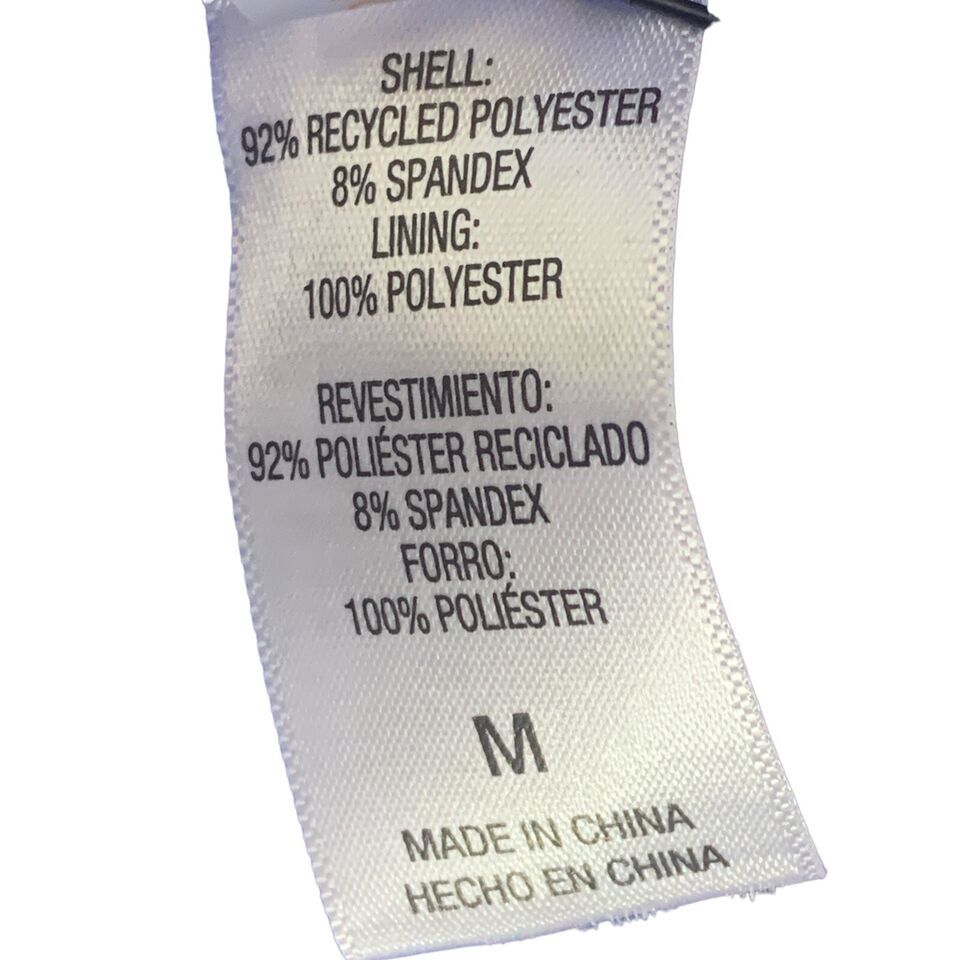 SHELL:
92% RECYCLED POLYESTER
8% SPANDEX
LINING:
100% POLYESTER
REVESTIMIENTO:
92% POLIÉSTER RECICLADO
8% SPANDEX
FORRO:
100% POLIÉSTER
M
MADE IN CHINA
HECHO EN CHINA